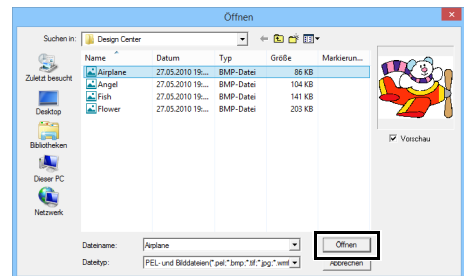 Öffnen
Suchen in: Design Center
Name Datum Typ Größe Markierun...
Airplane 27.05.2010 19:... BMP-Datei 86 KB
Angel 27.05.2010 19:... BMP-Datei 104 KB
Fish 27.05.2010 19:... BMP-Datei 141 KB
Flower 27.05.2010 19:... BMP-Datei 203 KB
Zuletzt besucht
Desktop
Bibliotheken
Dieser PC
Netzwerk
Vorschau
Dateiname: Airplane Öffnen
Dateityp: PEL- und Bilddateien(*.pel;*.bmp;*.tif;*.jpg;*.wmf Abbrechen